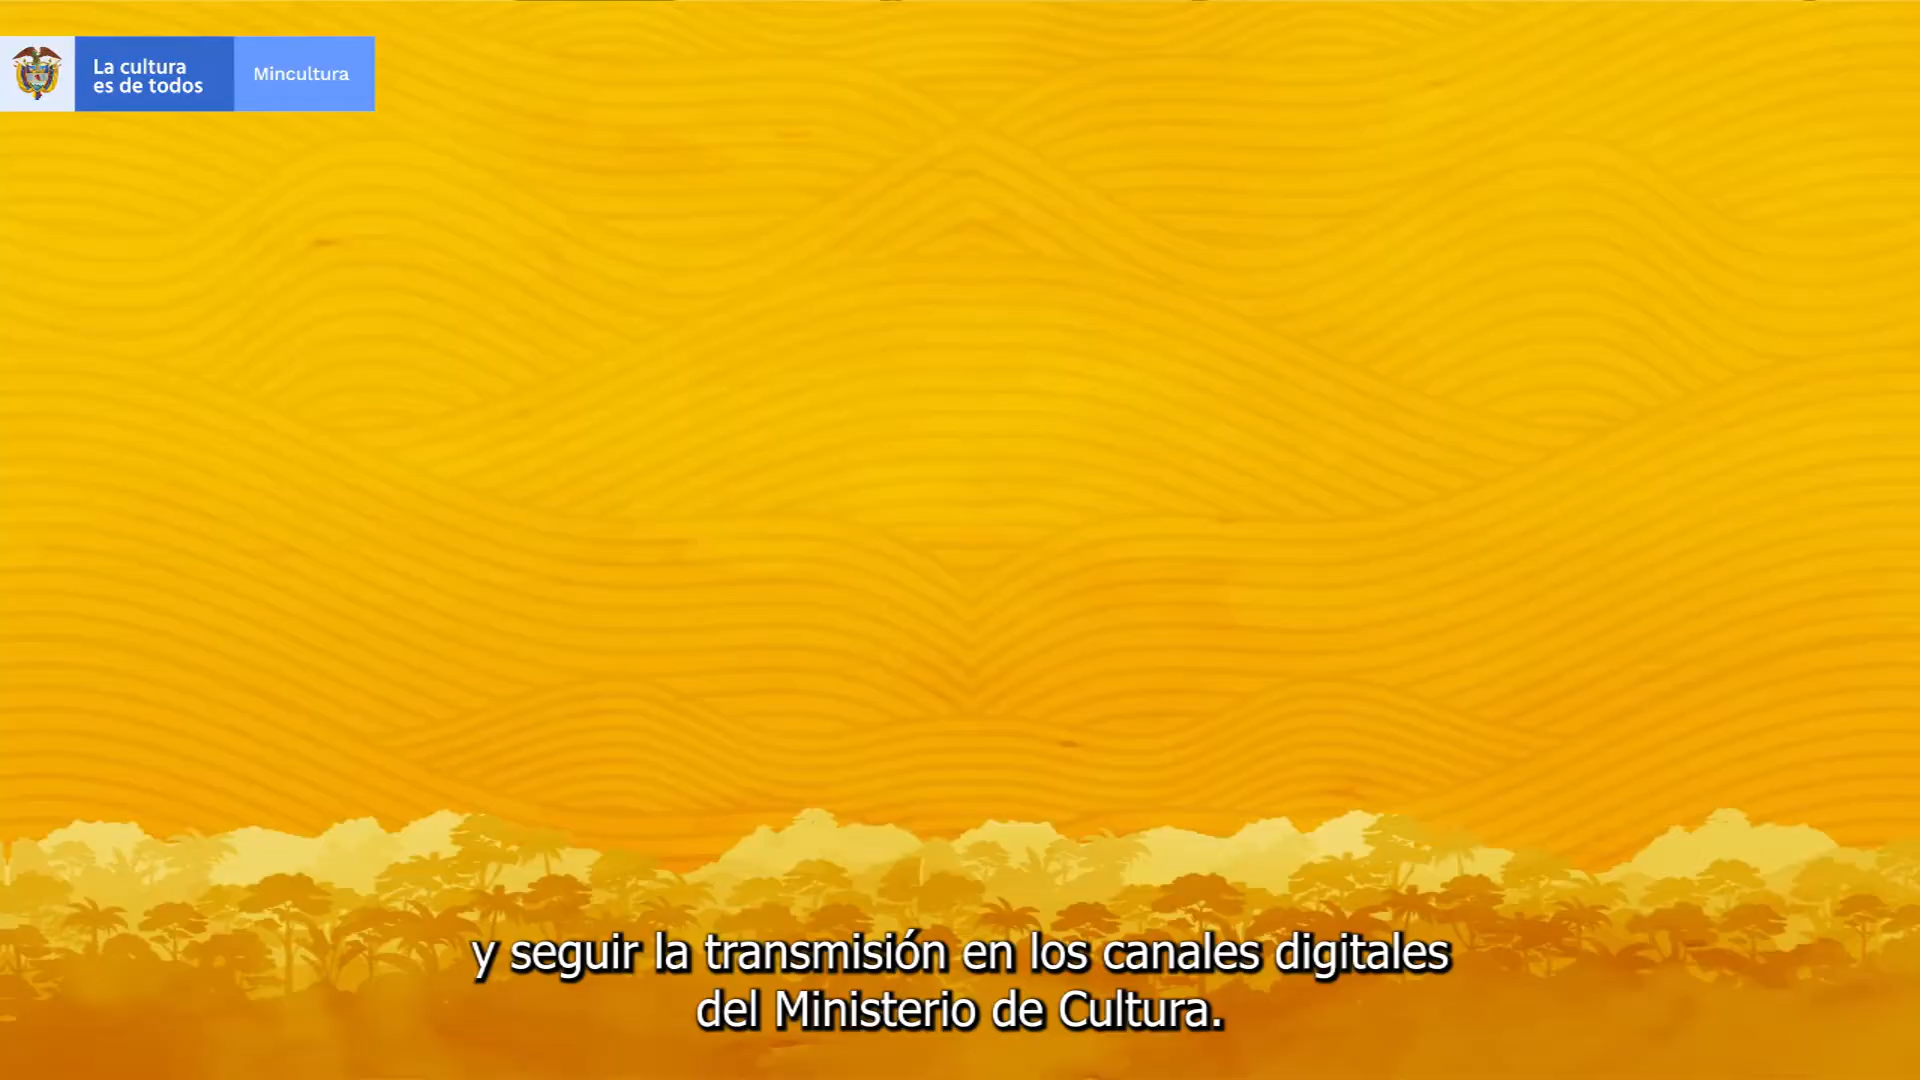 La cultura
es de todos
Mincultura
y seguir la transmisión en los canales digitales
del Ministerio de Cultura.